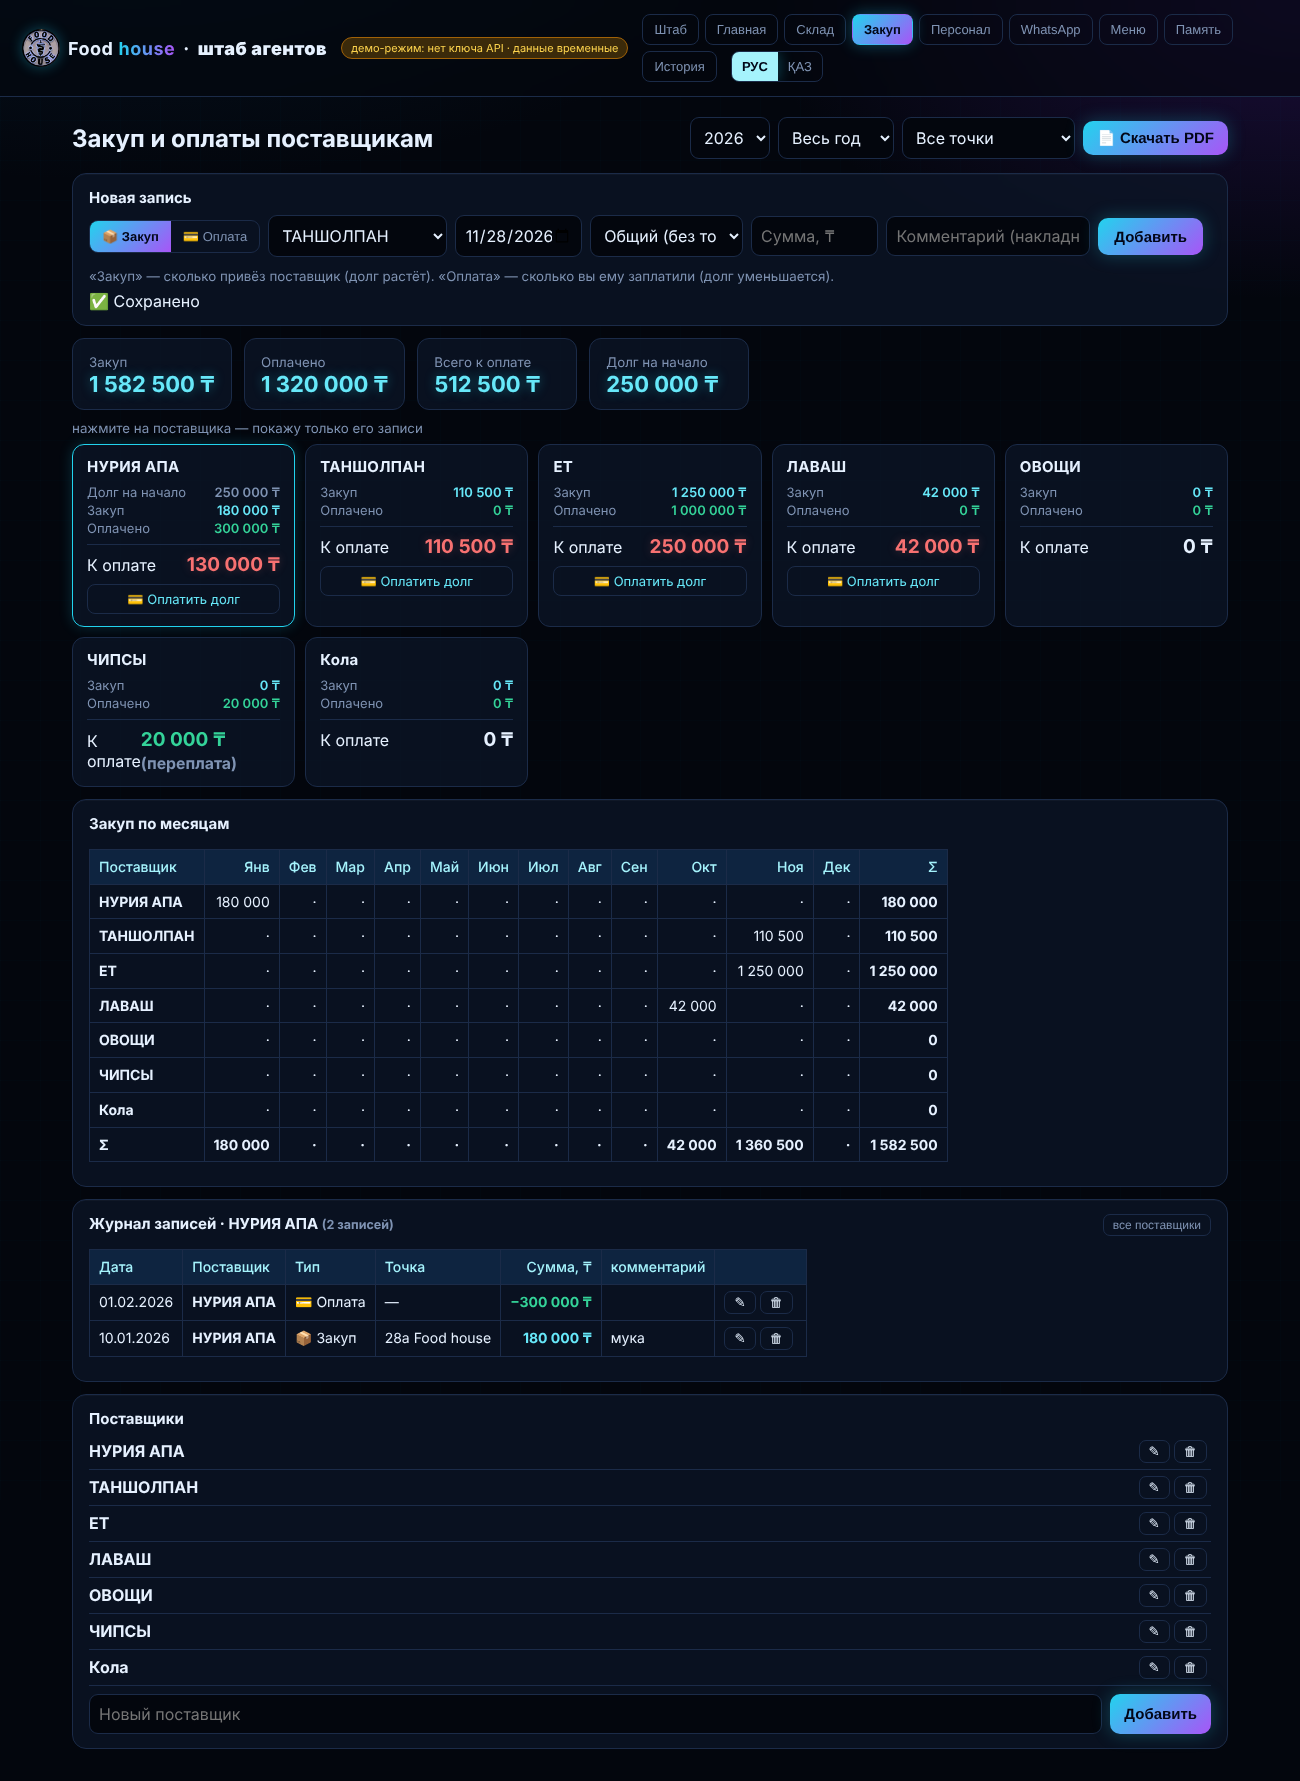 Food house · штаб агентов
демо-режим: нет ключа API · данные временные
Штаб Главная Склад Закуп Персонал WhatsApp Меню Память
История РУС ҚАЗ
Закуп и оплаты поставщикам
2026 Весь год Все точки 📄 Скачать PDF
Новая запись
📦 Закуп 💳 Оплата ТАНШОЛПАН 11/28/2026 Общий (без то Сумма, ₸ Комментарий (накладн Добавить
«Закуп» — сколько привёз поставщик (долг растёт). «Оплата» — сколько вы ему заплатили (долг уменьшается).
✅ Сохранено
Закуп Оплачено Всего к оплате Долг на начало
1 582 500 ₸ 1 320 000 ₸ 512 500 ₸ 250 000 ₸
нажмите на поставщика — покажу только его записи
НУРИЯ АПА
Долг на начало 250 000 ₸
Закуп 180 000 ₸
Оплачено 300 000 ₸
К оплате 130 000 ₸
💳 Оплатить долг
ТАНШОЛПАН
Закуп 110 500 ₸
Оплачено 0 ₸
К оплате 110 500 ₸
💳 Оплатить долг
ЕТ
Закуп 1 250 000 ₸
Оплачено 1 000 000 ₸
К оплате 250 000 ₸
💳 Оплатить долг
ЛАВАШ
Закуп 42 000 ₸
Оплачено 0 ₸
К оплате 42 000 ₸
💳 Оплатить долг
ОВОЩИ
Закуп 0 ₸
Оплачено 0 ₸
К оплате 0 ₸
ЧИПСЫ
Закуп 0 ₸
Оплачено 20 000 ₸
К оплате 20 000 ₸ (переплата)
Кола
Закуп 0 ₸
Оплачено 0 ₸
К оплате 0 ₸
Закуп по месяцам
Поставщик Янв Фев Мар Апр Май Июн Июл Авг Сен Окт Ноя Дек Σ
НУРИЯ АПА 180 000 · · · · · · · · · · · 180 000
ТАНШОЛПАН · · · · · · · · · · 110 500 · 110 500
ЕТ · · · · · · · · · · 1 250 000 · 1 250 000
ЛАВАШ · · · · · · · · · 42 000 · · 42 000
ОВОЩИ · · · · · · · · · · · · 0
ЧИПСЫ · · · · · · · · · · · · 0
Кола · · · · · · · · · · · · 0
Σ 180 000 · · · · · · · · 42 000 1 360 500 · 1 582 500
Журнал записей · НУРИЯ АПА (2 записей) все поставщики
Дата Поставщик Тип Точка Сумма, ₸ комментарий
01.02.2026 НУРИЯ АПА 💳 Оплата — −300 000 ₸ ✎ 🗑
10.01.2026 НУРИЯ АПА 📦 Закуп 28а Food house 180 000 ₸ мука ✎ 🗑
Поставщики
НУРИЯ АПА ✎ 🗑
ТАНШОЛПАН ✎ 🗑
ЕТ ✎ 🗑
ЛАВАШ ✎ 🗑
ОВОЩИ ✎ 🗑
ЧИПСЫ ✎ 🗑
Кола ✎ 🗑
Новый поставщик Добавить